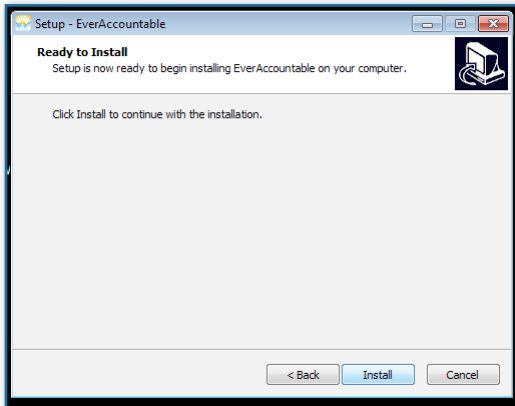 Setup - EverAccountable
Ready to Install
Setup is now ready to begin installing EverAccountable on your computer.
Click Install to continue with the installation.
< Back
Install
Cancel